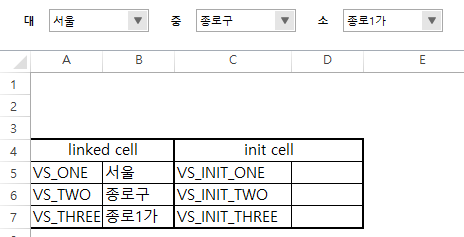 대 서울 중 종로구 소 종로1가
A B C D E
1
2
3
4 linked cell init cell
5 VS_ONE 서울 VS_INIT_ONE
6 VS_TWO 종로구 VS_INIT_TWO
7 VS_THREE 종로1가 VS_INIT_THREE